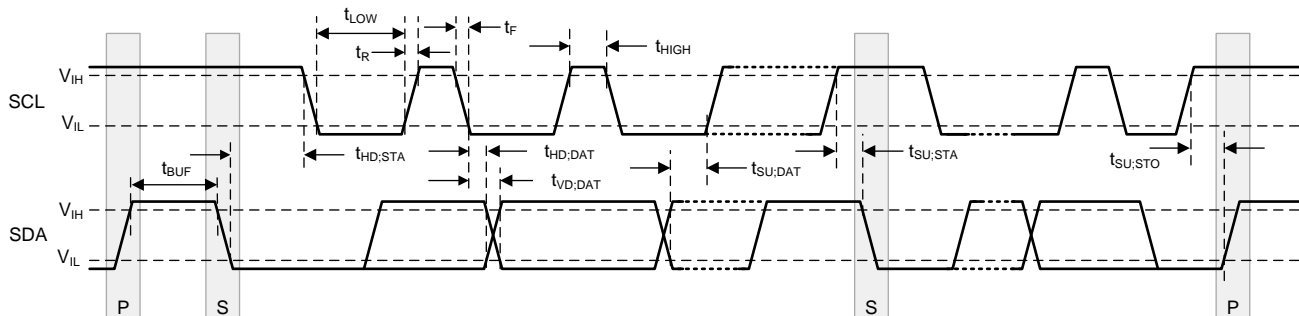 tLOW
tF
tR
tHIGH
VIH
SCL
VIL
tHD;STA
tHD;DAT
tSU;STA
tBUF
tVD;DAT
tSU;DAT
tSU;STO
VIH
SDA
VIL
P
S
S
P